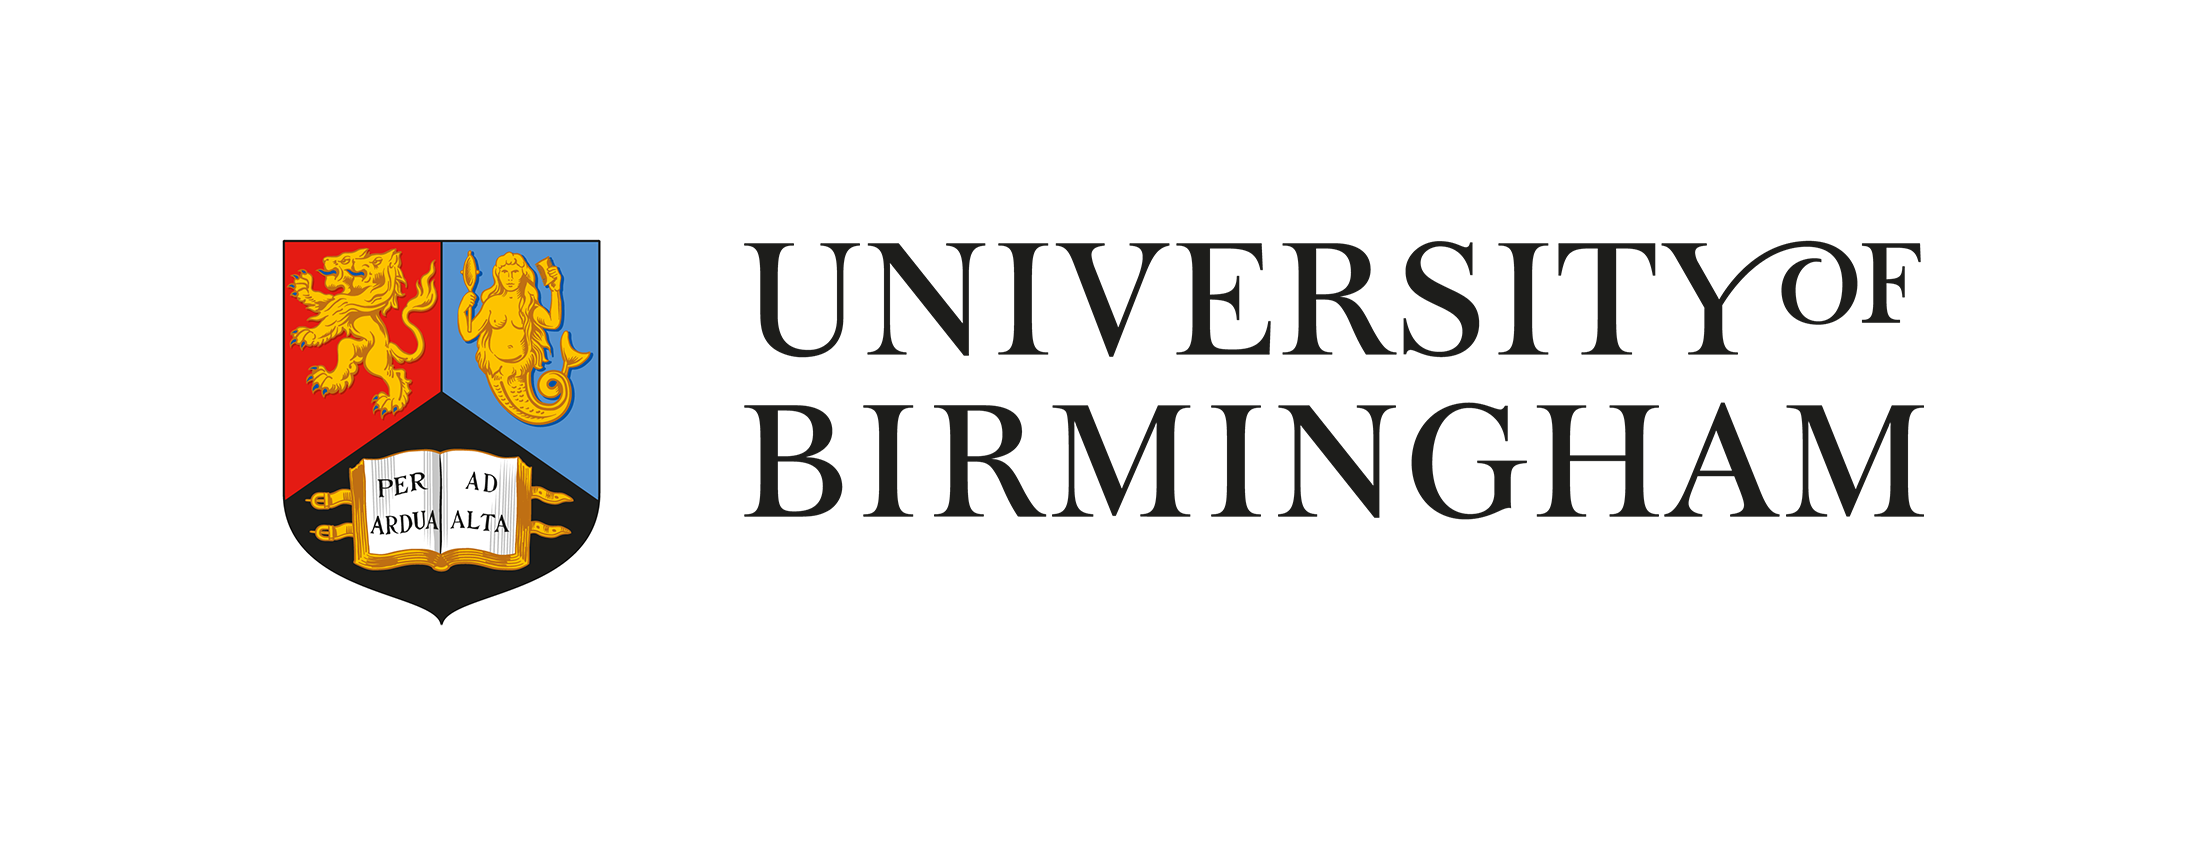 PER AD
ARDUA ALTA
UNIVERSITY OF
BIRMINGHAM